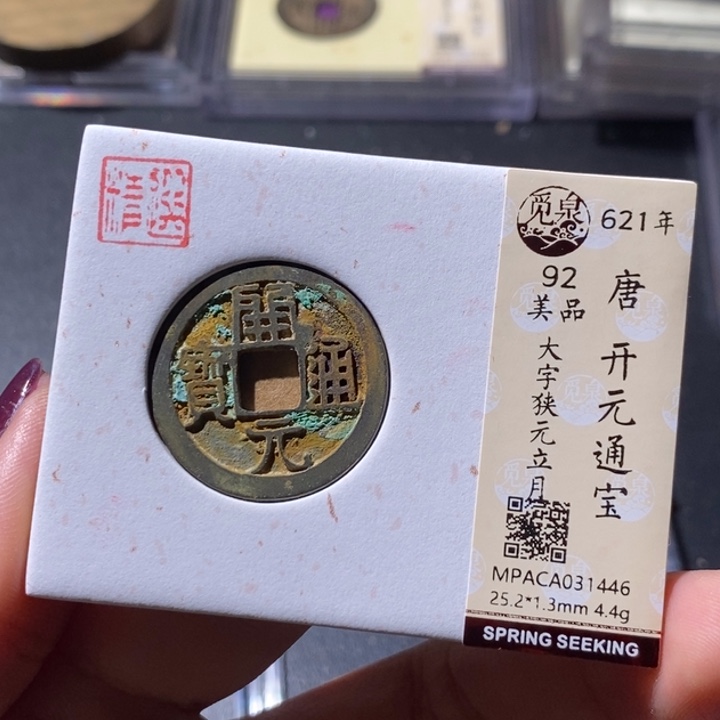 開
通
元
寶
觅泉
621年
92
美品
唐
开元通宝
大字狭元立月
MPACA031446
25.2*1.3mm 4.4g
SPRING SEEKING